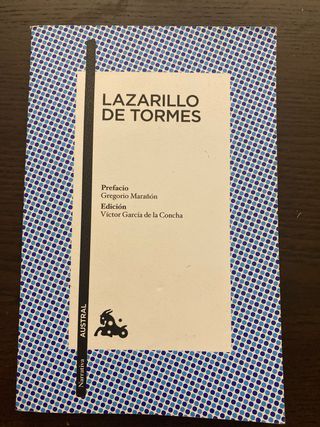 LAZARILLO
DE TORMES
Prefacio
Gregorio Marañón
Edición
Víctor García de la Concha
AUSTRAL
Narrativa